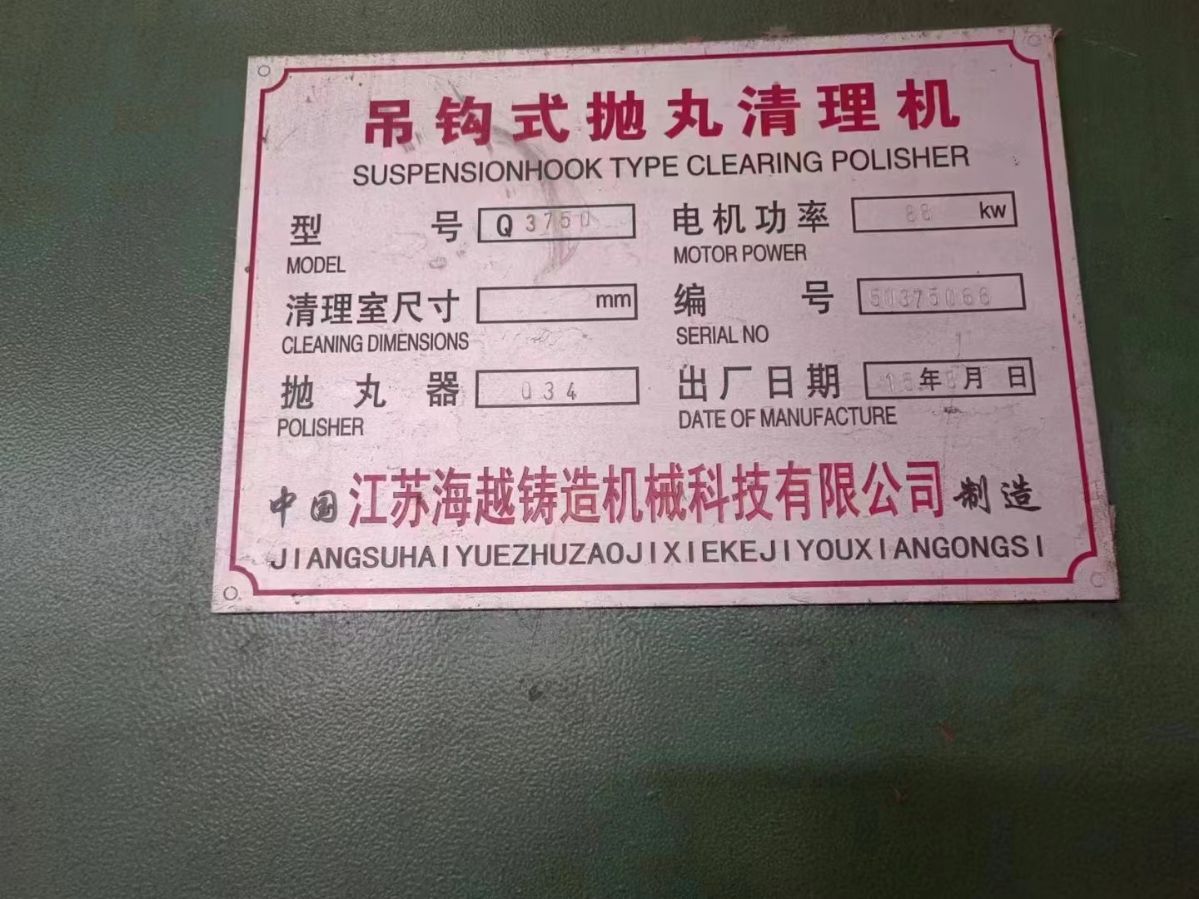 吊钩式抛丸清理机
SUSPENSIONHOOK TYPE CLEARING POLISHER
型 号 Q 3750 电机功率 88 kw
MODEL MOTOR POWER
清理室尺寸 mm 编 号 50375066
CLEANING DIMENSIONS SERIAL NO
抛丸器 034 出厂日期 年 月 日
POLISHER DATE OF MANUFACTURE
中国 江苏海越铸造机械科技有限公司 制造
JIANGSUHAIYUEZHUZAOJIXIEKEJIYOUXIANGONGSI